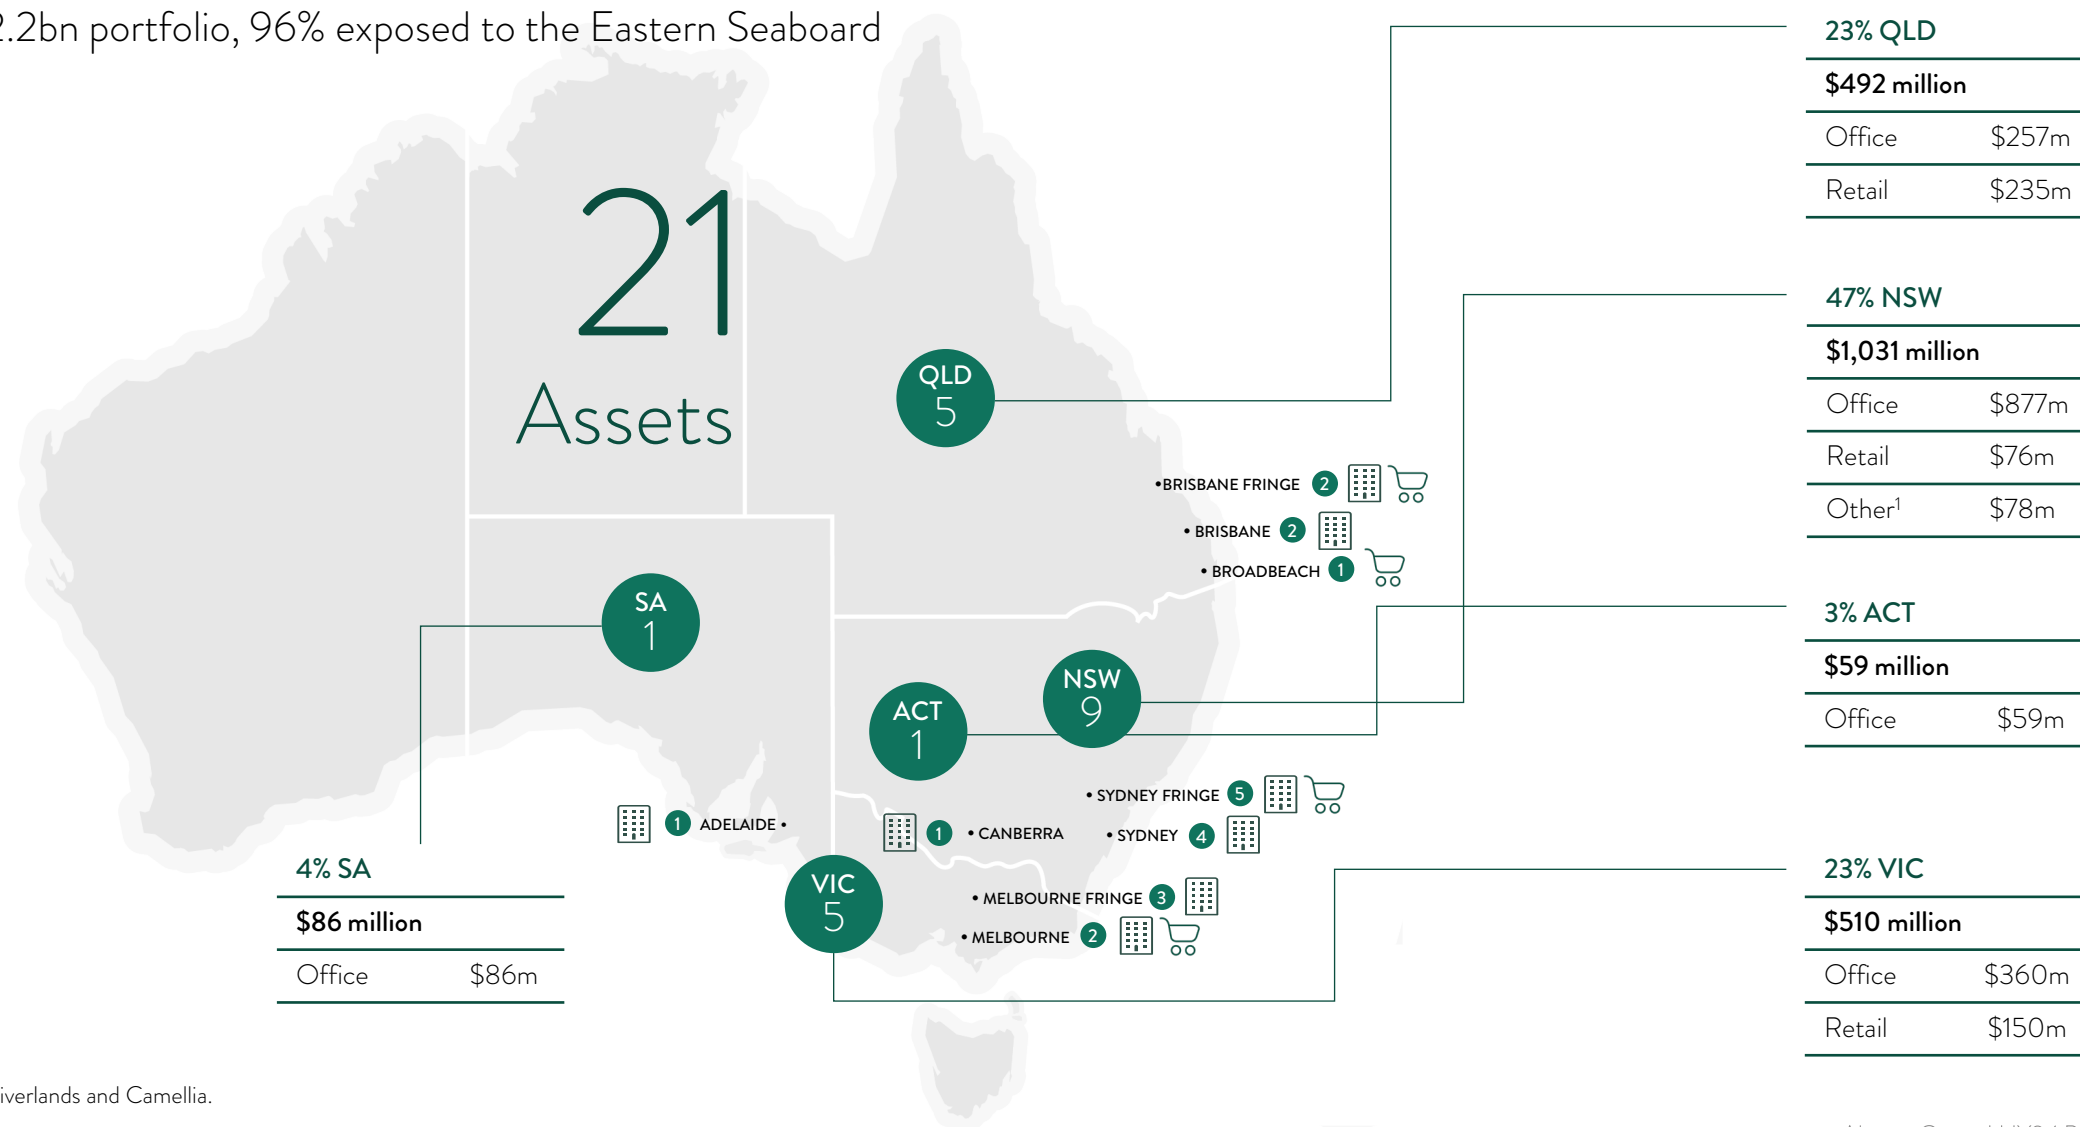 2.2bn portfolio, 96% exposed to the Eastern Seaboard
21
Assets
QLD
5
SA
1
ACT
1
NSW
9
VIC
5
•BRISBANE FRINGE 2
• BRISBANE 2
• BROADBEACH 1
• SYDNEY FRINGE 5
• SYDNEY 4
1 • CANBERRA
1 ADELAIDE •
• MELBOURNE FRINGE 3
• MELBOURNE 2
23% QLD
$492 million
Office $257m
Retail $235m
47% NSW
$1,031 million
Office $877m
Retail $76m
Other¹ $78m
3% ACT
$59 million
Office $59m
23% VIC
$510 million
Office $360m
Retail $150m
4% SA
$86 million
Office $86m
iverlands and Camellia.